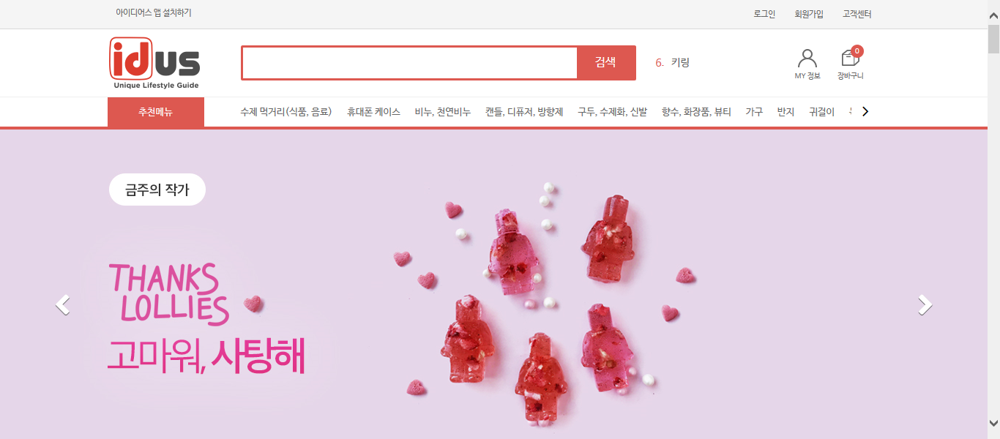 아이디어스 앱 설치하기
로그인 회원가입 고객센터
idus
Unique Lifestyle Guide
검색
6. 키링
MY 정보
0
장바구니
추천메뉴
수제 먹거리(식품, 음료) 휴대폰 케이스 비누, 천연비누 캔들, 디퓨저, 방향제 구두, 수제화, 신발 향수, 화장품, 뷰티 가구 반지 귀걸이
금주의 작가
THANKS
LOLLIES
고마워, 사탕해